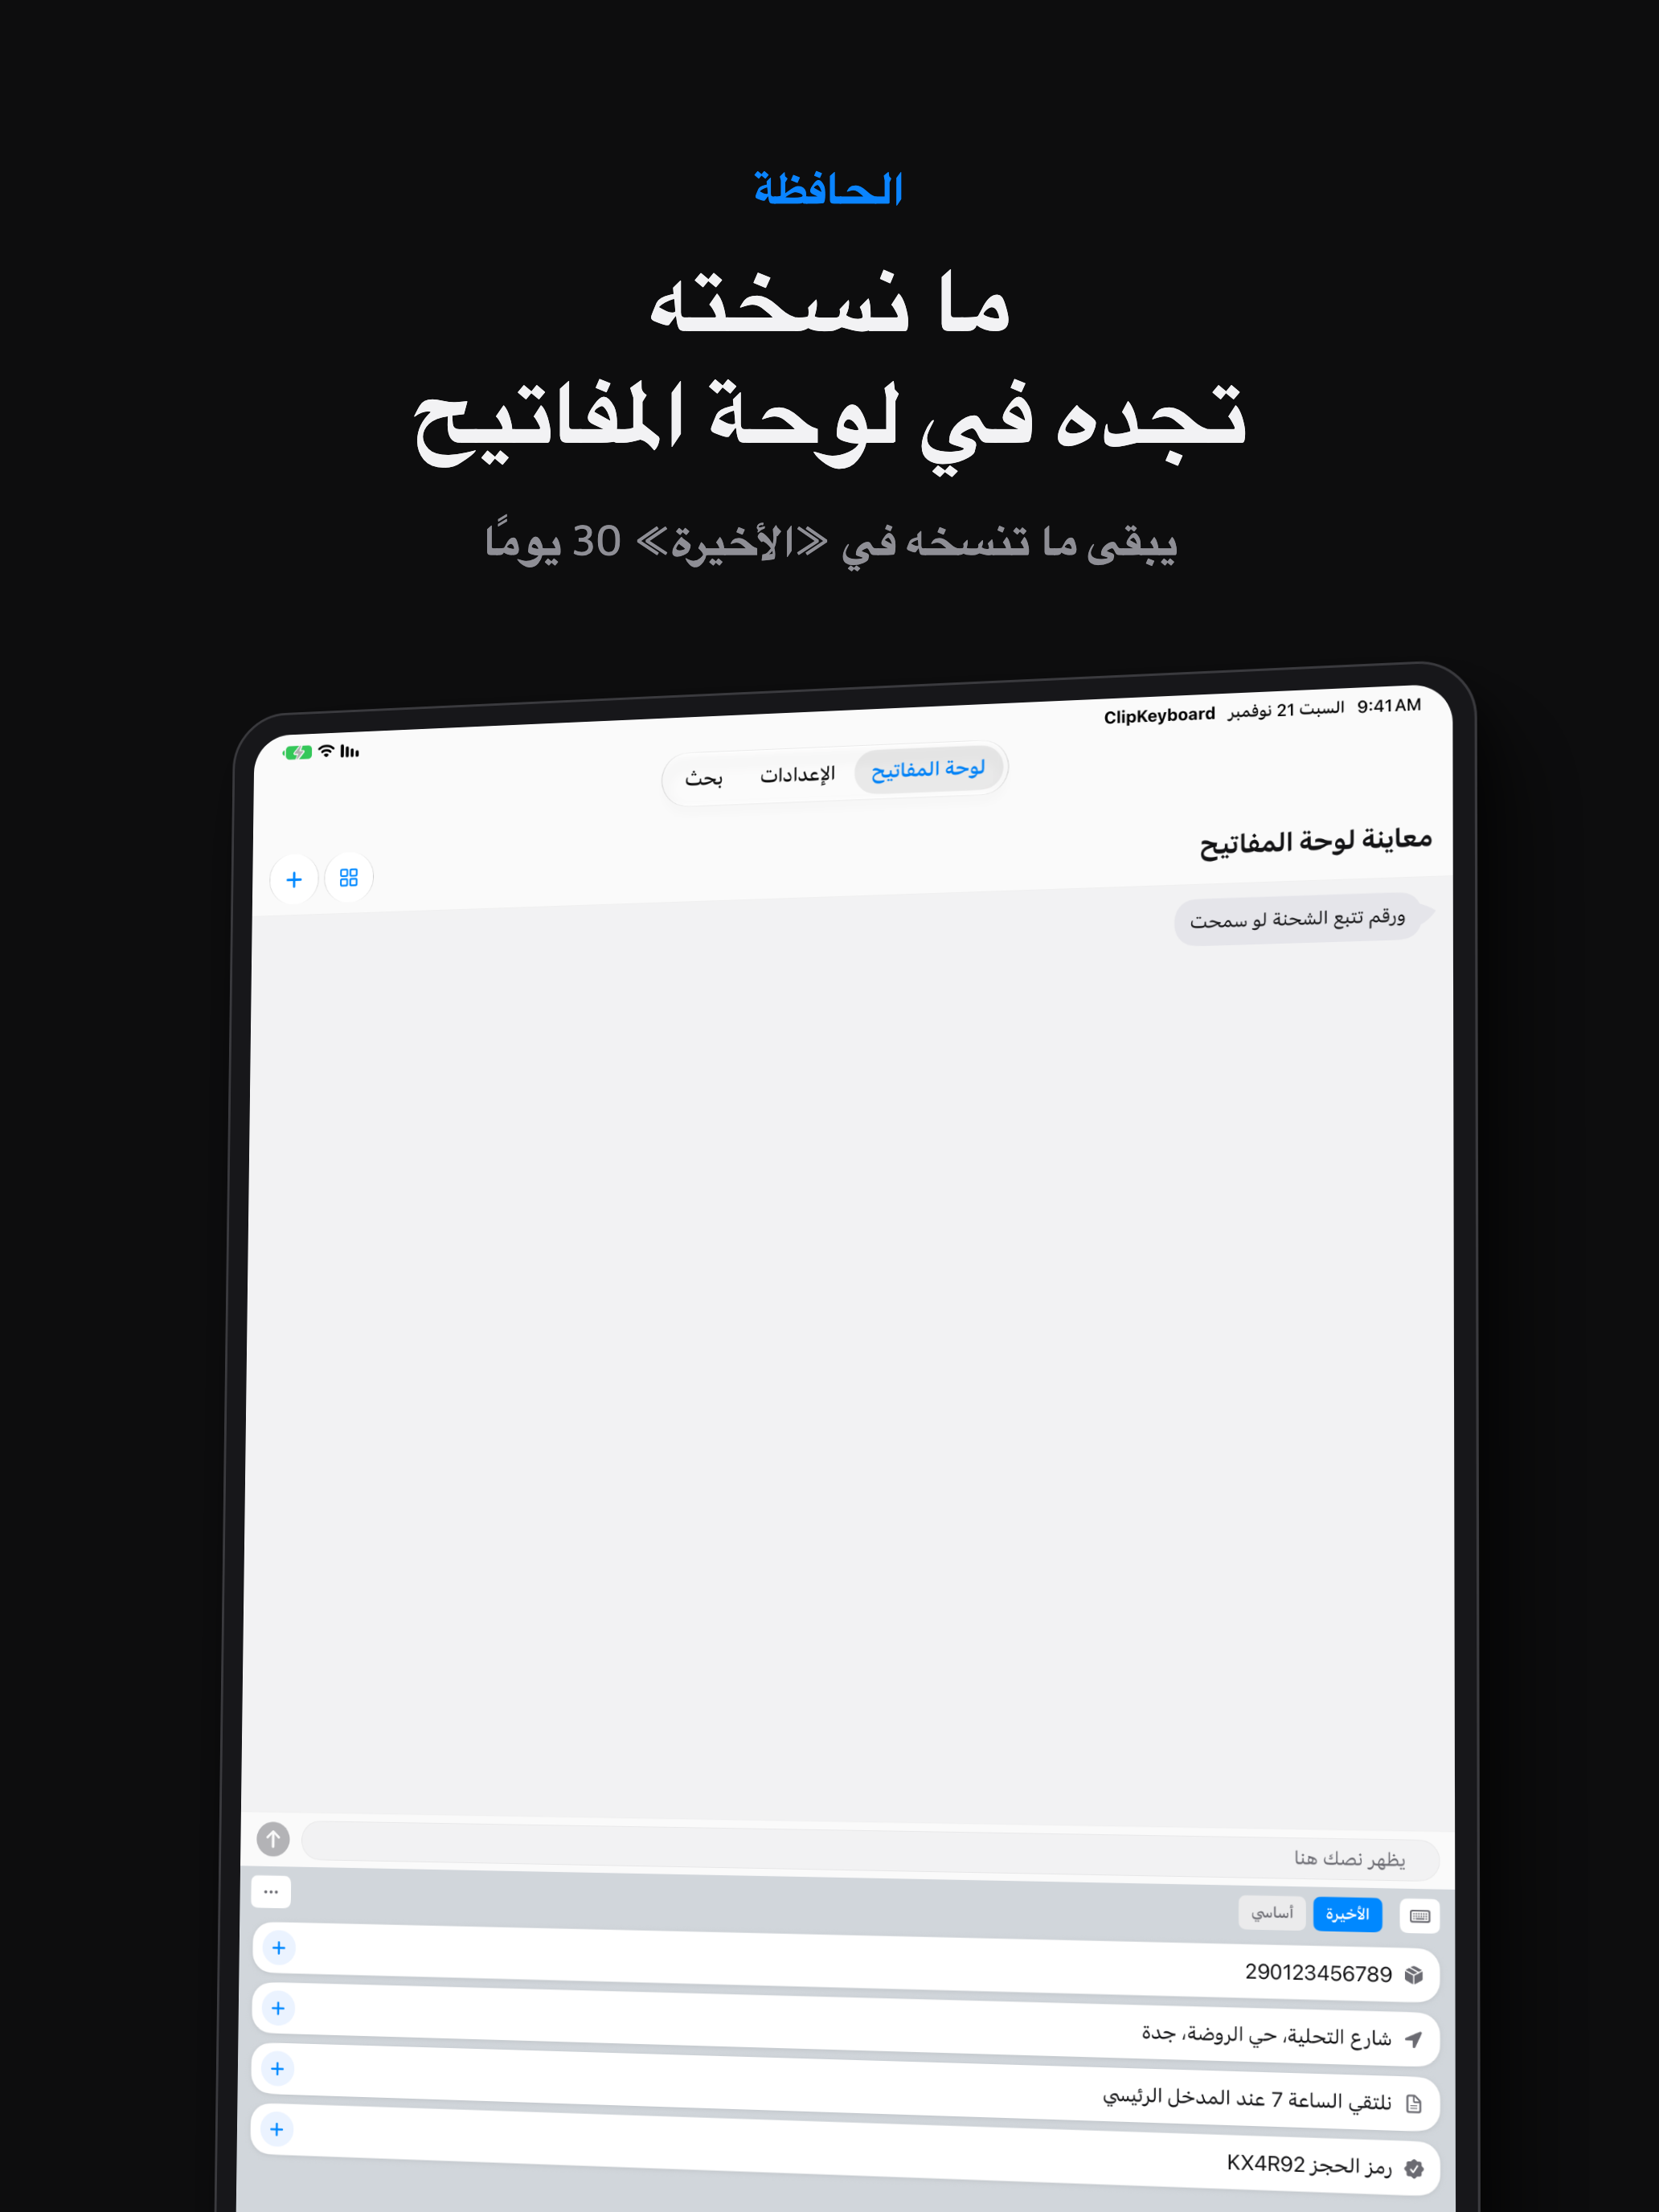 الحافظة
ما نسخته
تجده في لوحة المفاتيح
يبقى ما تنسخه في «الأخيرة» 30 يومًا
9:41 AM السبت 21 نوفمبر ClipKeyboard
لوحة المفاتيح الإعدادات بحث
معاينة لوحة المفاتيح
ورقم تتبع الشحنة لو سمحت
يظهر نصك هنا
الأخيرة أساسي
290123456789
شارع التحلية، حي الروضة، جدة
نلتقي الساعة 7 عند المدخل الرئيسي
رمز الحجز KX4R92